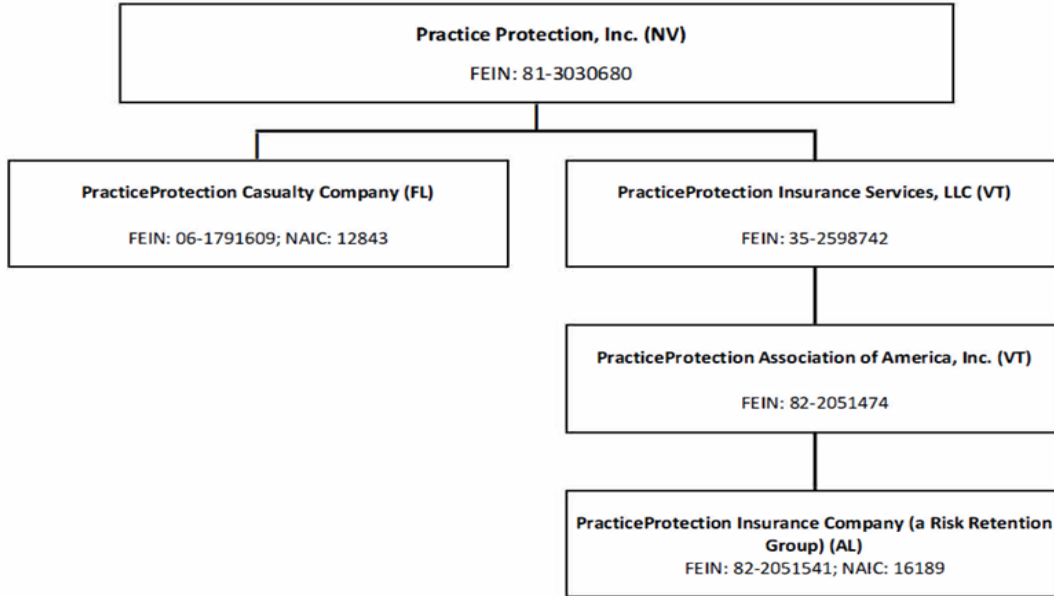 Practice Protection, Inc. (NV)
FEIN: 81-3030680
PracticeProtection Casualty Company (FL)
FEIN: 06-1791609; NAIC: 12843
PracticeProtection Insurance Services, LLC (VT)
FEIN: 35-2598742
PracticeProtection Association of America, Inc. (VT)
FEIN: 82-2051474
PracticeProtection Insurance Company (a Risk Retention
Group) (AL)
FEIN: 82-2051541; NAIC: 16189